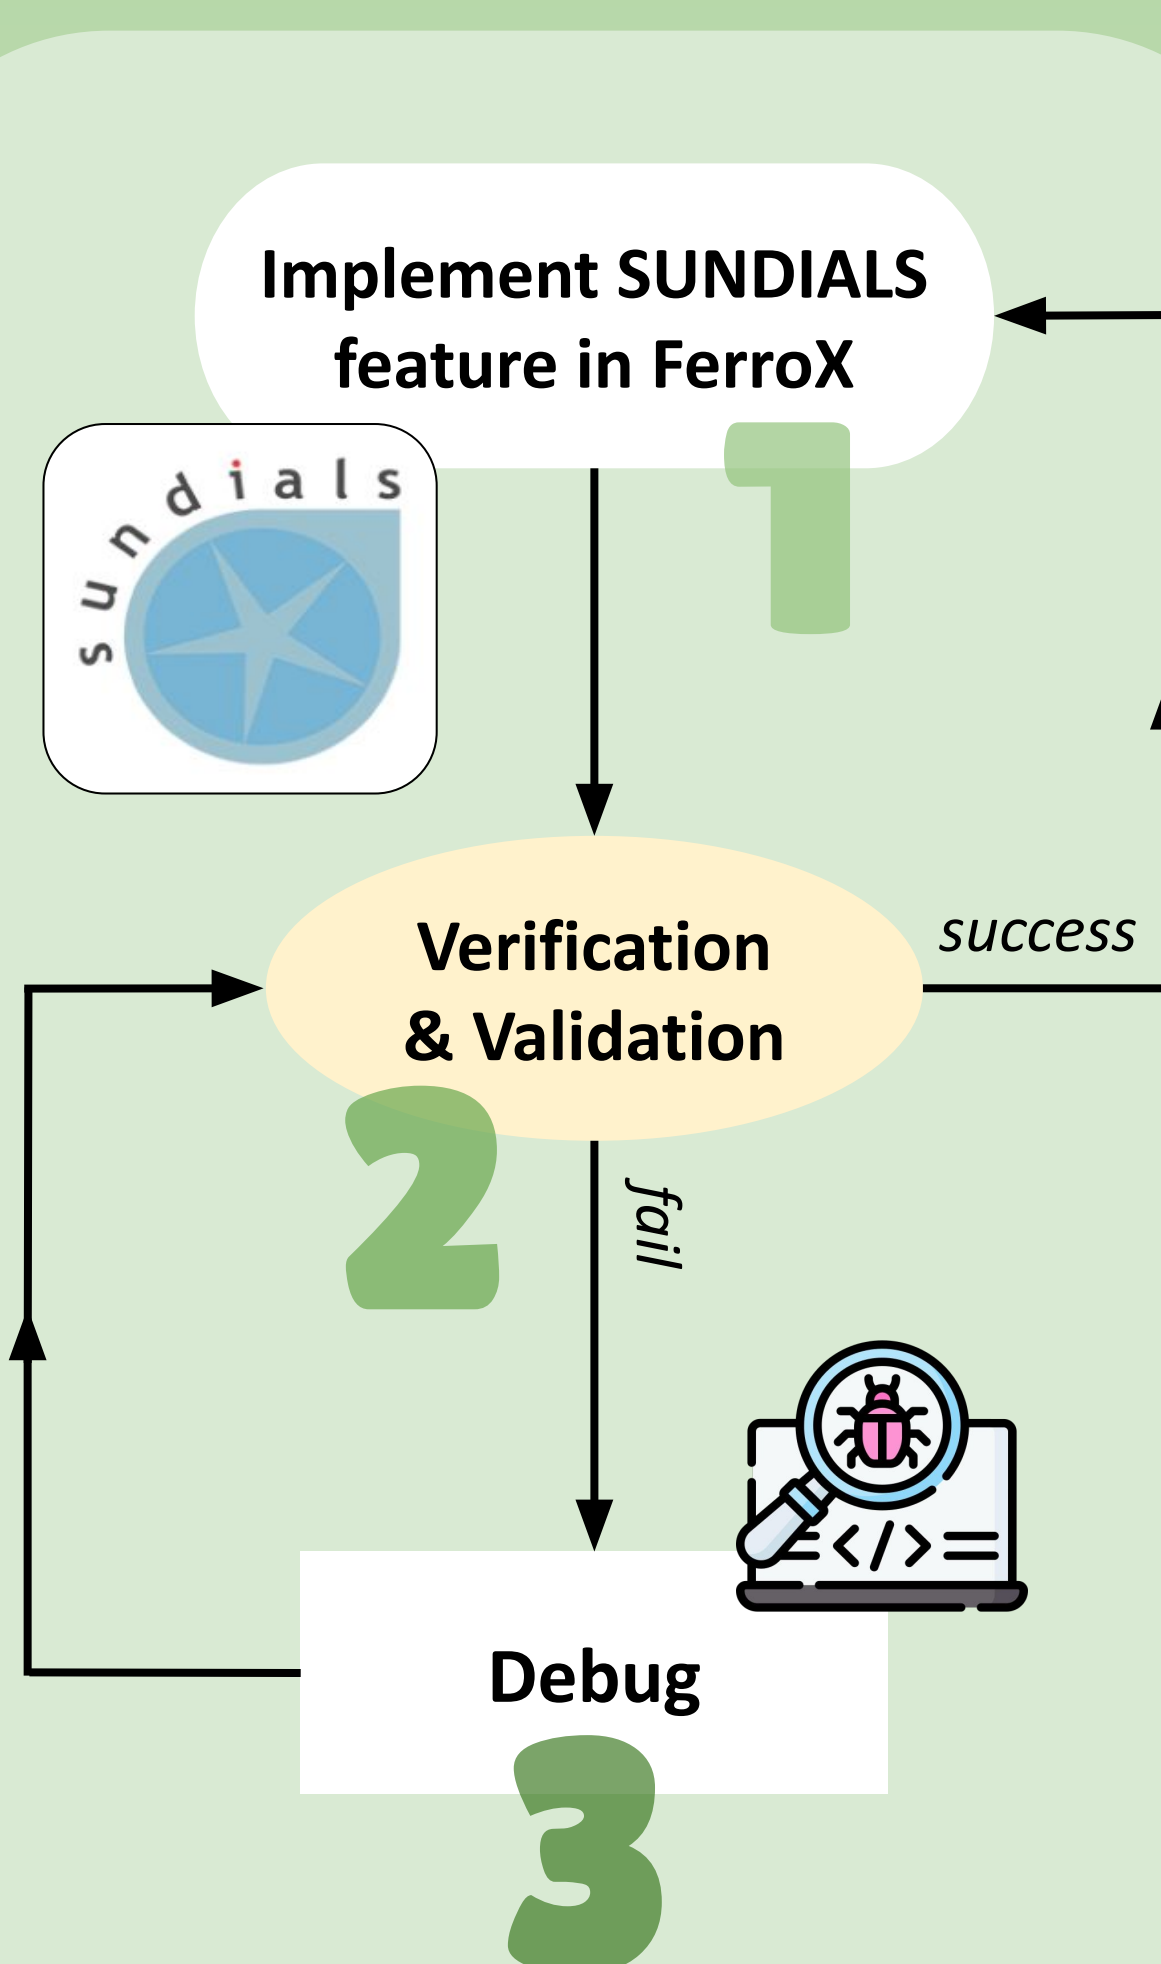 Implement SUNDIALS
feature in FerroX
1
sundials
Verification
& Validation
success
2
fail
</>
Debug
3